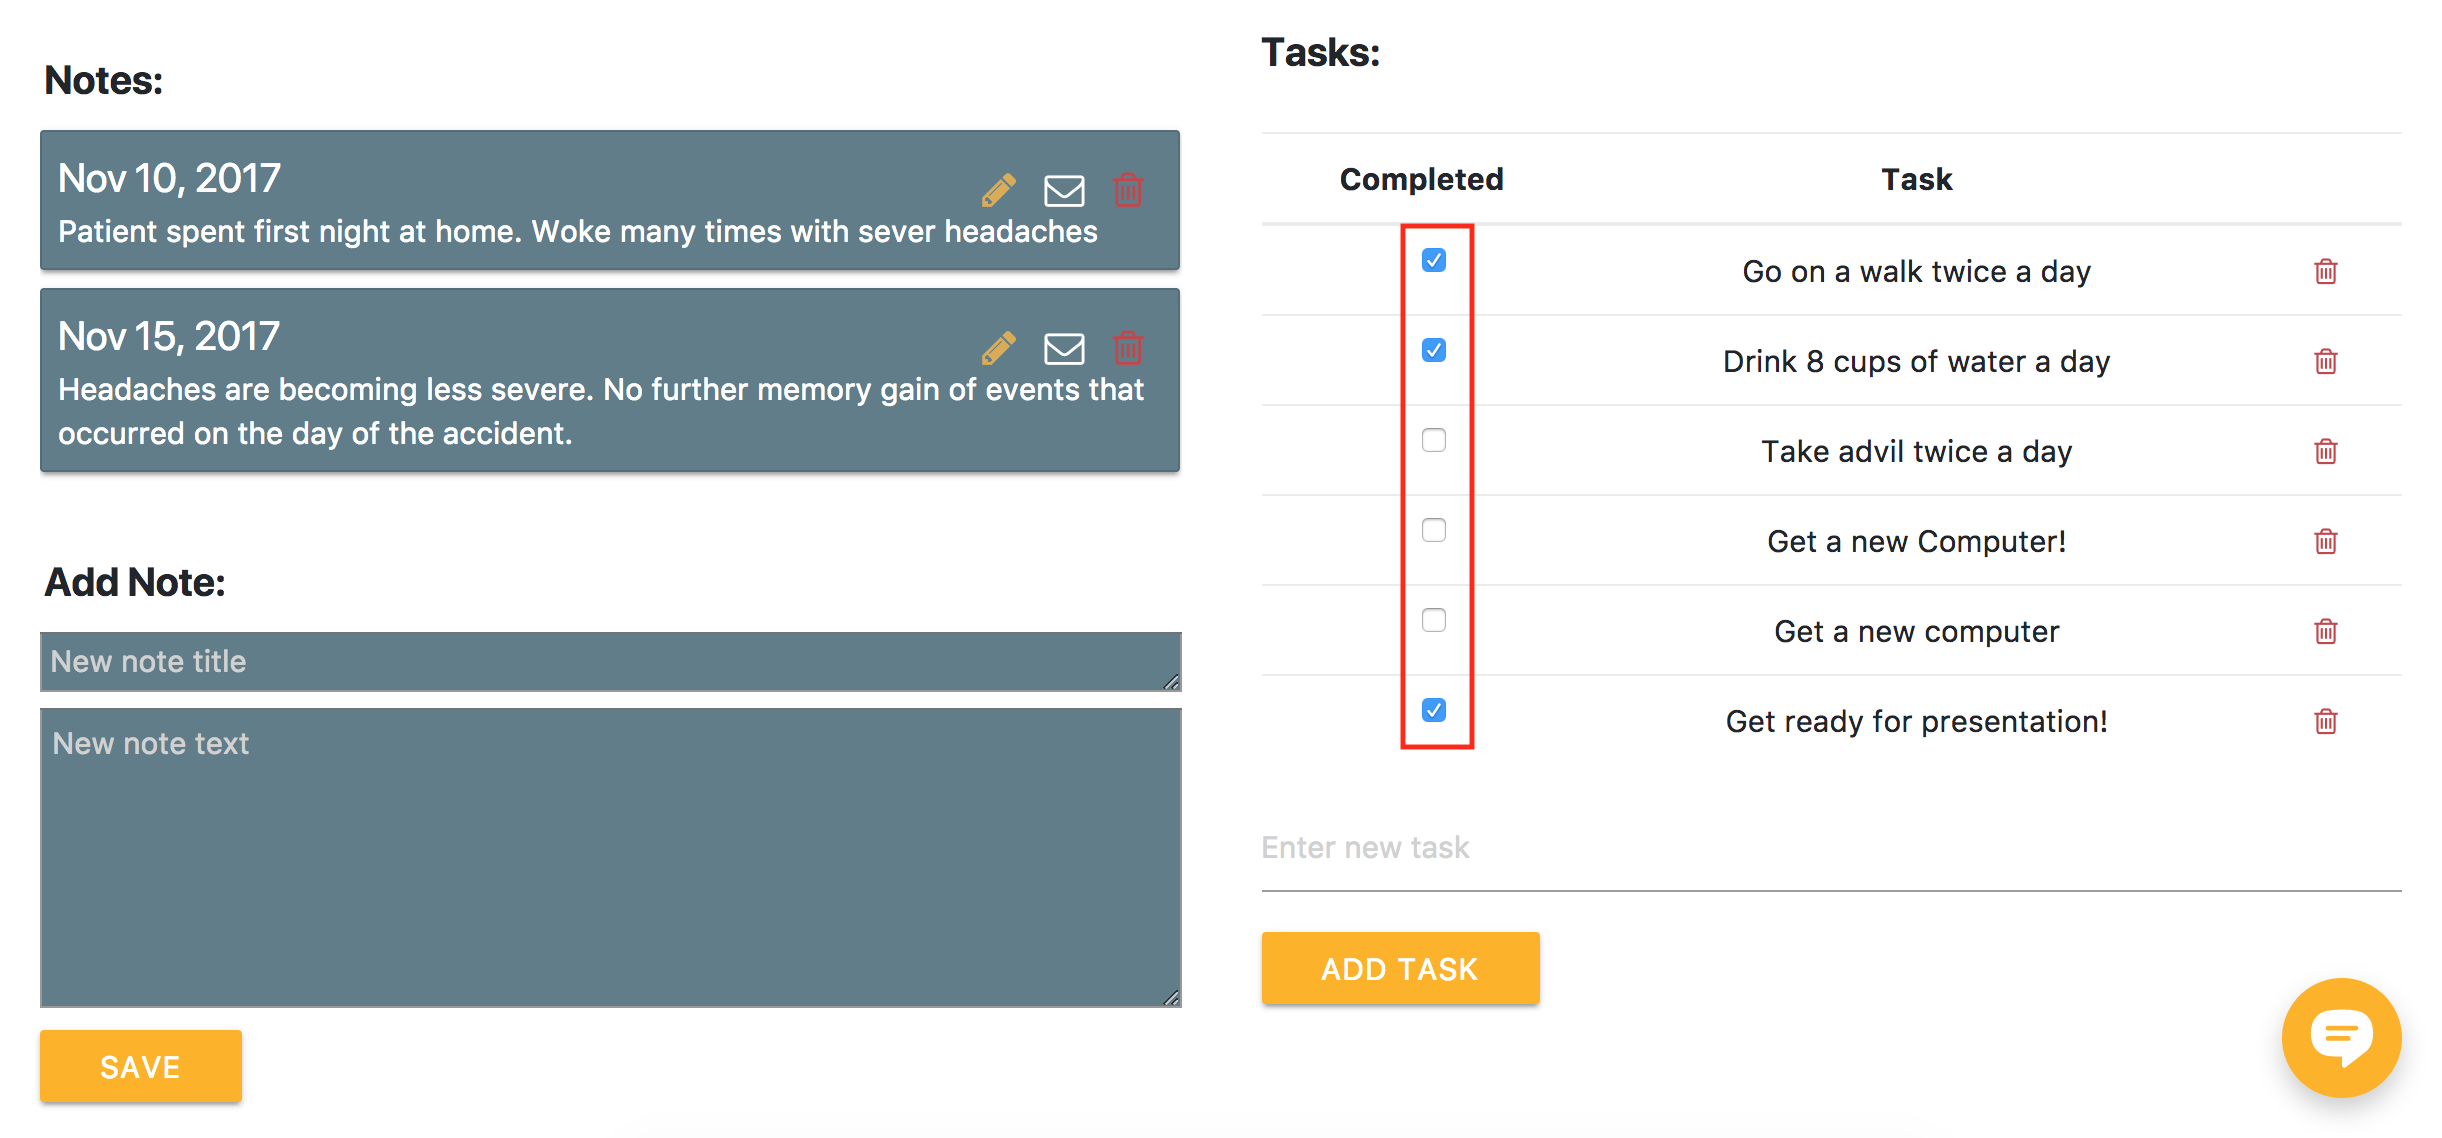 Notes:
Nov 10, 2017
Patient spent first night at home. Woke many times with sever headaches
Nov 15, 2017
Headaches are becoming less severe. No further memory gain of events that
occurred on the day of the accident.
Add Note:
New note title
New note text
SAVE
Tasks:
Completed Task
Go on a walk twice a day
Drink 8 cups of water a day
Take advil twice a day
Get a new Computer!
Get a new computer
Get ready for presentation!
Enter new task
ADD TASK